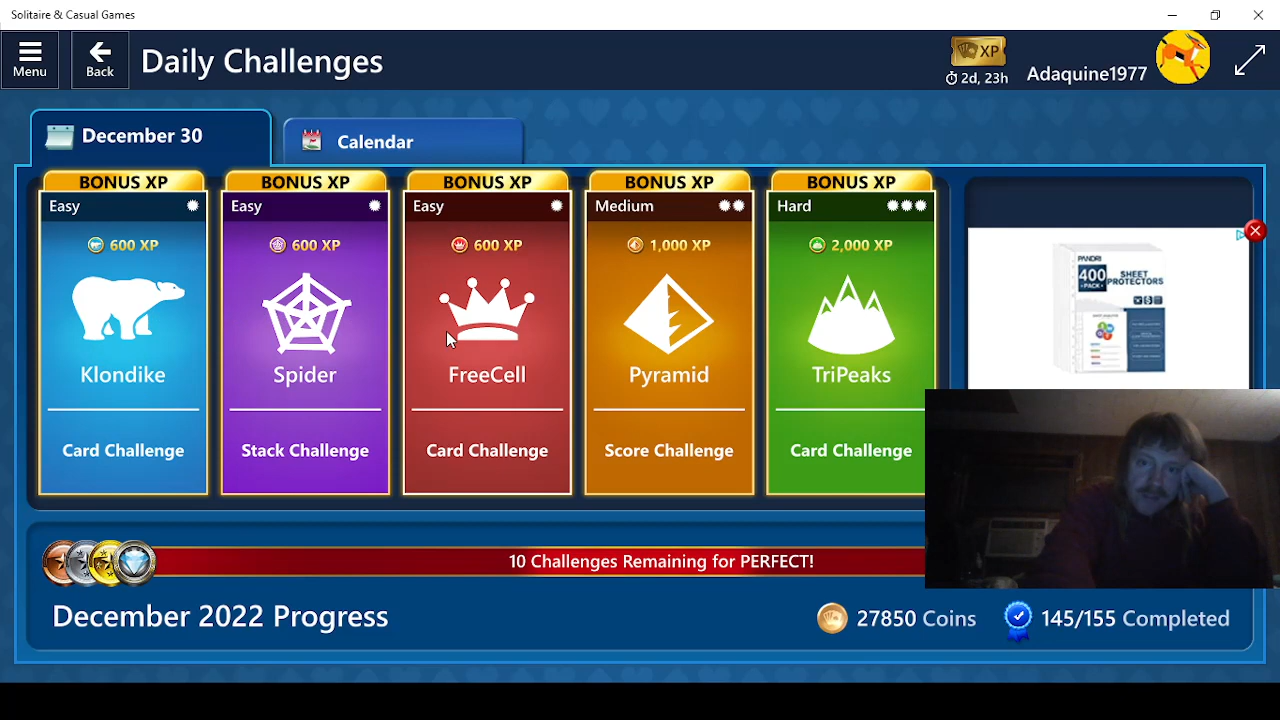 Solitaire & Casual Games
Menu
Back
Daily Challenges
XP
2d, 23h
Adaquine1977
December 30
Calendar
BONUS XP
BONUS XP
BONUS XP
BONUS XP
BONUS XP
Easy
Easy
Easy
Medium
Hard
600 XP
600 XP
600 XP
1,000 XP
2,000 XP
Klondike
Spider
FreeCell
Pyramid
TriPeaks
Card Challenge
Stack Challenge
Card Challenge
Score Challenge
Card Challenge
PANDRI
400
PACK
SHEET
PROTECTORS
10 Challenges Remaining for PERFECT!
December 2022 Progress
27850 Coins
145/155 Completed